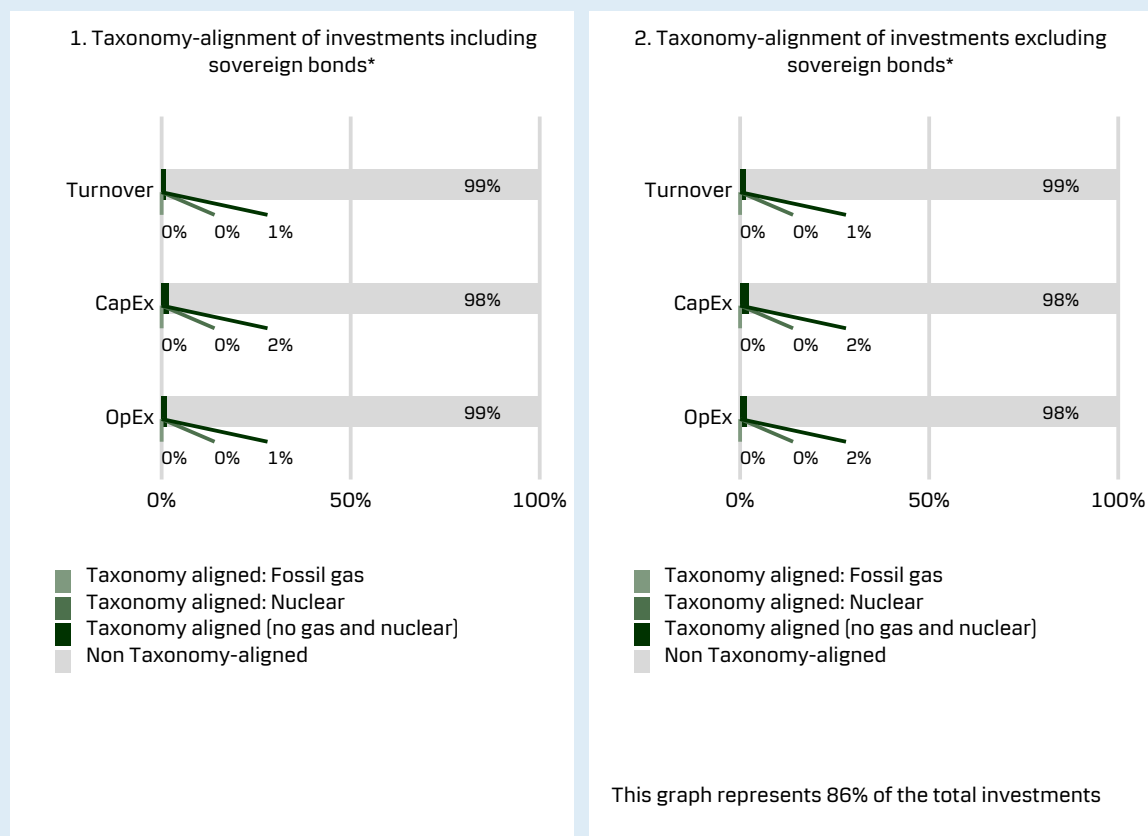 1. Taxonomy-alignment of investments including
sovereign bonds*
Turnover
99%
0% 0% 1%
CapEx
98%
0% 0% 2%
OpEx
99%
0% 0% 1%
0% 50% 100%
Taxonomy aligned: Fossil gas
Taxonomy aligned: Nuclear
Taxonomy aligned (no gas and nuclear)
Non Taxonomy-aligned
2. Taxonomy-alignment of investments excluding
sovereign bonds*
Turnover
99%
0% 0% 1%
CapEx
98%
0% 0% 2%
OpEx
98%
0% 0% 2%
0% 50% 100%
Taxonomy aligned: Fossil gas
Taxonomy aligned: Nuclear
Taxonomy aligned (no gas and nuclear)
Non Taxonomy-aligned
This graph represents 86% of the total investments